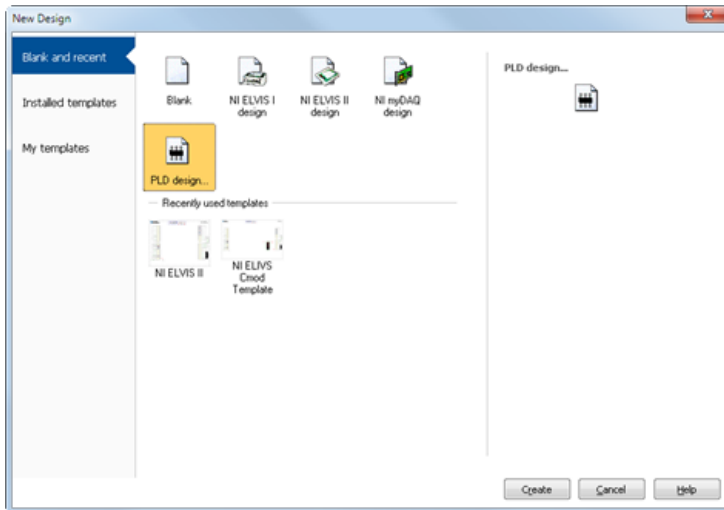 New Design
Blank and recent
Installed templates
My templates
Blank
NI ELVIS I
design
NI ELVIS II
design
NI myDAQ
design
PLD design...
Recently used templates
NI ELVIS II
NI ELIVS
Cmod
Template
PLD design...
Create
Cancel
Help